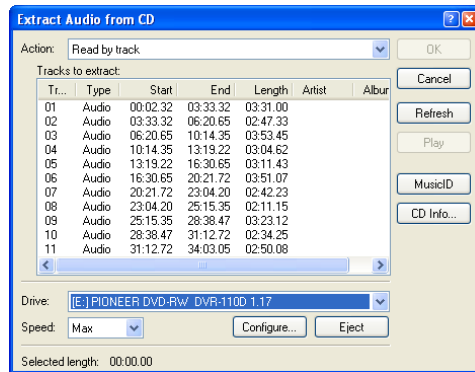 Extract Audio from CD
Action: Read by track OK
Tracks to extract: Cancel
Tr... Type Start End Length Artist Albur
01 Audio 00:02.32 03:33.32 03:31.00
02 Audio 03:33.32 06:20.65 02:47.33 Refresh
03 Audio 06:20.65 10:14.35 03:53.45
04 Audio 10:14.35 13:19.22 03:04.62 Play
05 Audio 13:19.22 16:30.65 03:11.43
06 Audio 16:30.65 20:21.72 03:51.07
07 Audio 20:21.72 23:04.20 02:42.23 MusicID
08 Audio 23:04.20 25:15.35 02:11.15
09 Audio 25:15.35 28:38.47 03:23.12 CD Info...
10 Audio 28:38.47 31:12.72 02:34.25
11 Audio 31:12.72 34:03.05 02:50.08
Drive: [E:] PIONEER DVD-RW DVR-110D 1.17
Speed: Max Configure... Eject
Selected length: 00:00.00